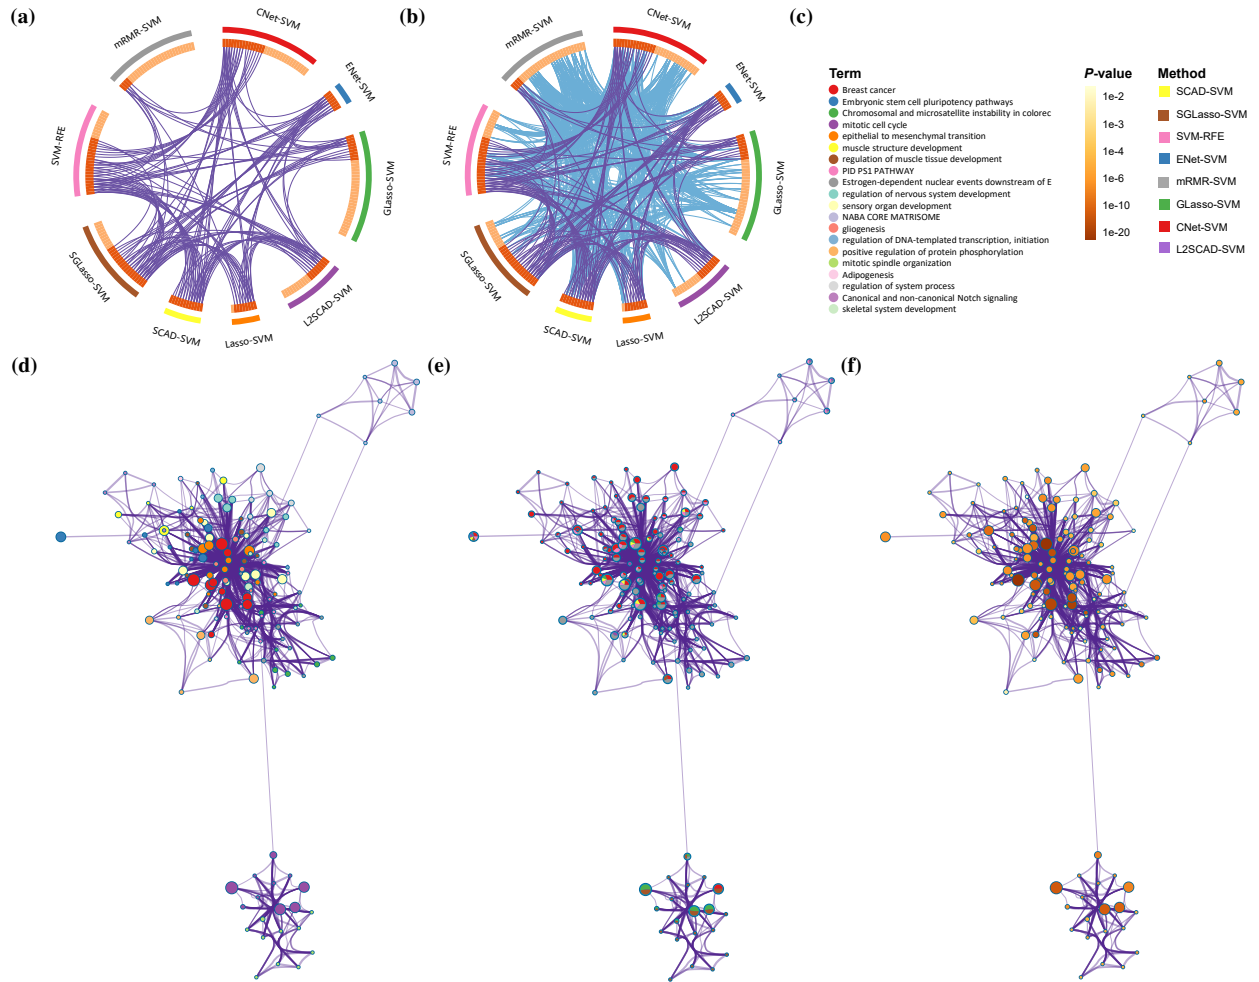 (a)
mRMR-SVM
CNet-SVM
ENet-SVM
SVM-RFE
GLasso-SVM
SGLasso-SVM
L2SCAD-SVM
SCAD-SVM
Lasso-SVM
(b)
mRMR-SVM
CNet-SVM
ENet-SVM
SVM-RFE
GLasso-SVM
SGLasso-SVM
L2SCAD-SVM
SCAD-SVM
Lasso-SVM
(c)
Term
Breast cancer
Embryonic stem cell pluripotency pathways
Chromosomal and microsatellite instability in colorec
mitotic cell cycle
epithelial to mesenchymal transition
muscle structure development
regulation of muscle tissue development
PID PS1 PATHWAY
Estrogen-dependent nuclear events downstream of E
regulation of nervous system development
sensory organ development
NABA CORE MATRISOME
gliogenesis
regulation of DNA-templated transcription, initiation
positive regulation of protein phosphorylation
mitotic spindle organization
Adipogenesis
regulation of system process
Canonical and non-canonical Notch signaling
skeletal system development
P-value
1e-2
1e-3
1e-4
1e-6
1e-10
1e-20
Method
SCAD-SVM
SGLasso-SVM
SVM-RFE
ENet-SVM
mRMR-SVM
GLasso-SVM
CNet-SVM
L2SCAD-SVM
(d)
(e)
(f)